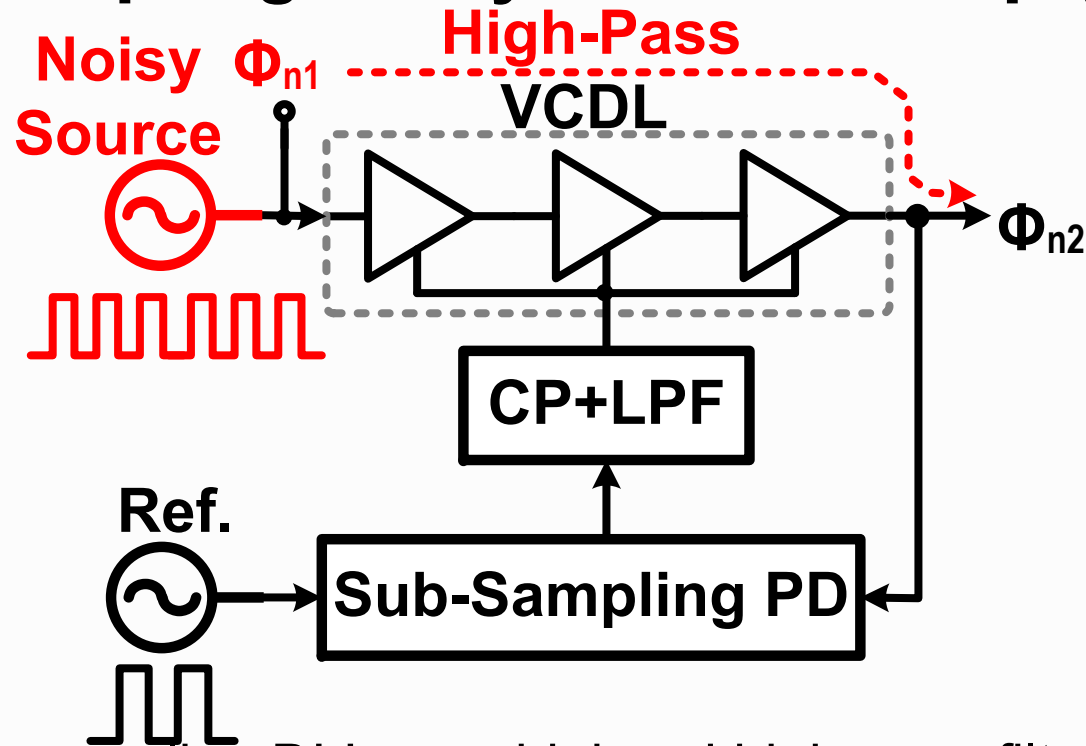 High-Pass
Noisy Φn1
Source
VCDL
Φn2
CP+LPF
Ref.
Sub-Sampling PD